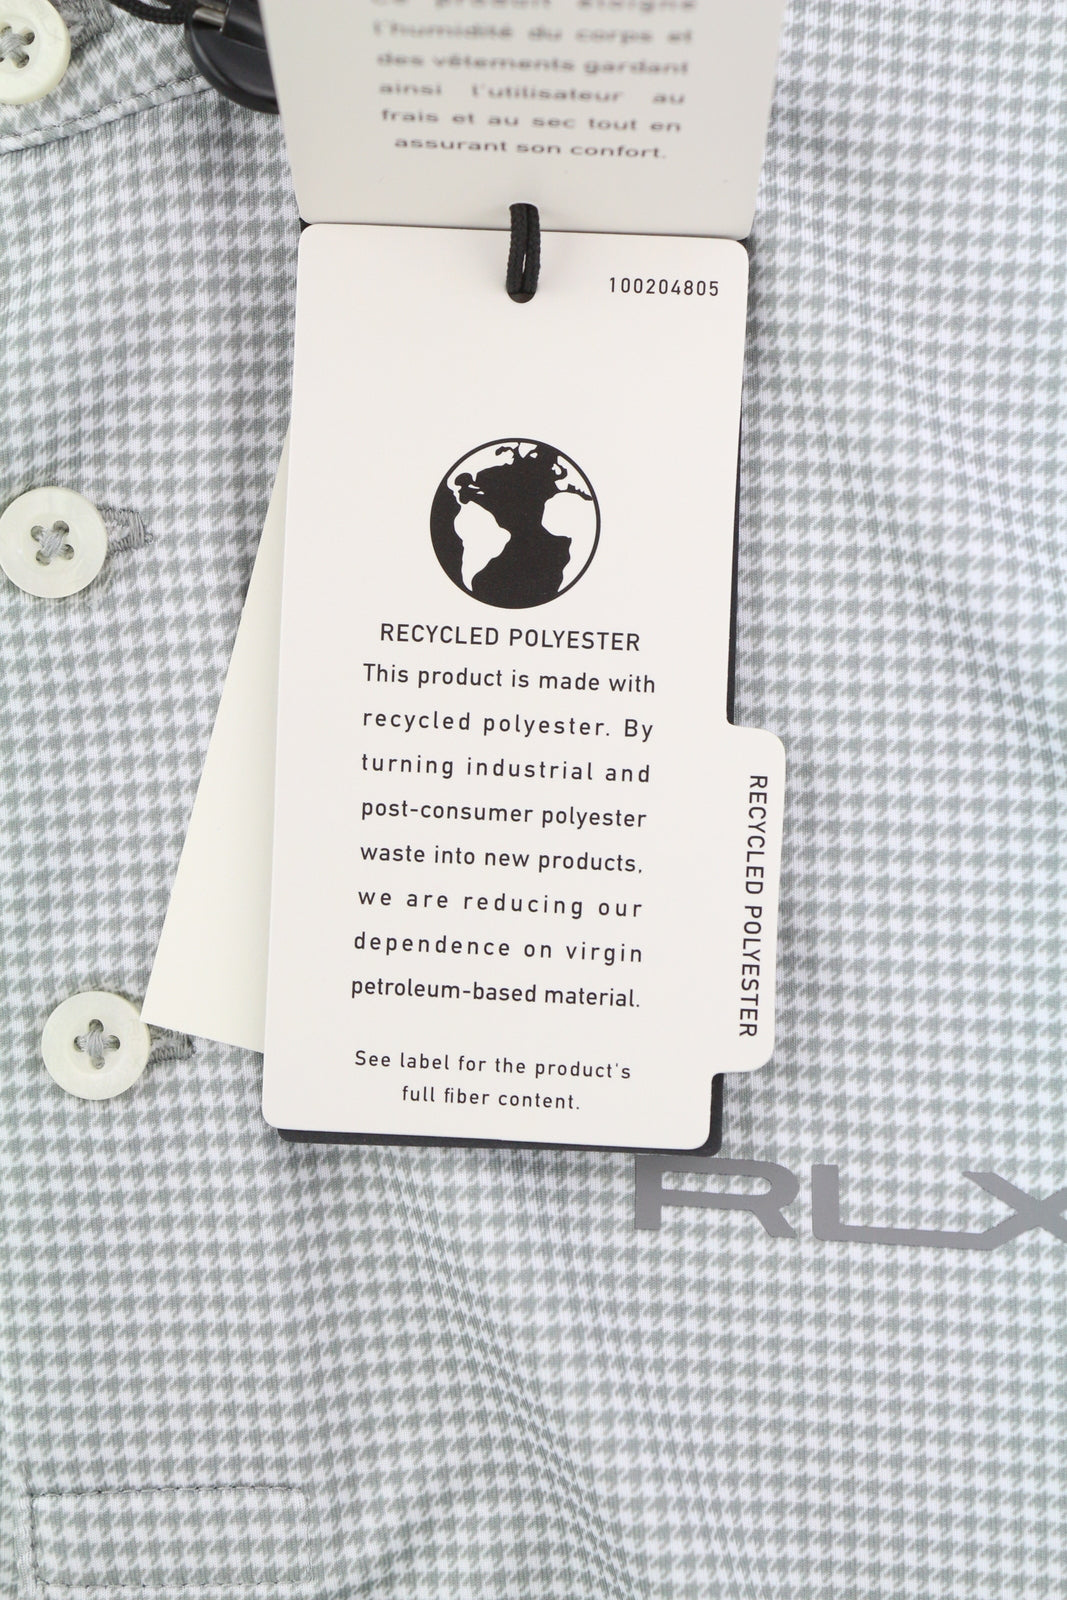 Ce produit éloigne
l'humidité du corps et
des vêtements gardant
ainsi l'utilisateur au
frais et au sec tout en
assurant son confort.
100204805
RECYCLED POLYESTER
This product is made with
recycled polyester. By
turning industrial and
post-consumer polyester
waste into new products,
we are reducing our
dependence on virgin
petroleum-based material.
See label for the product's
full fiber content.
RECYCLED POLYESTER
RLX